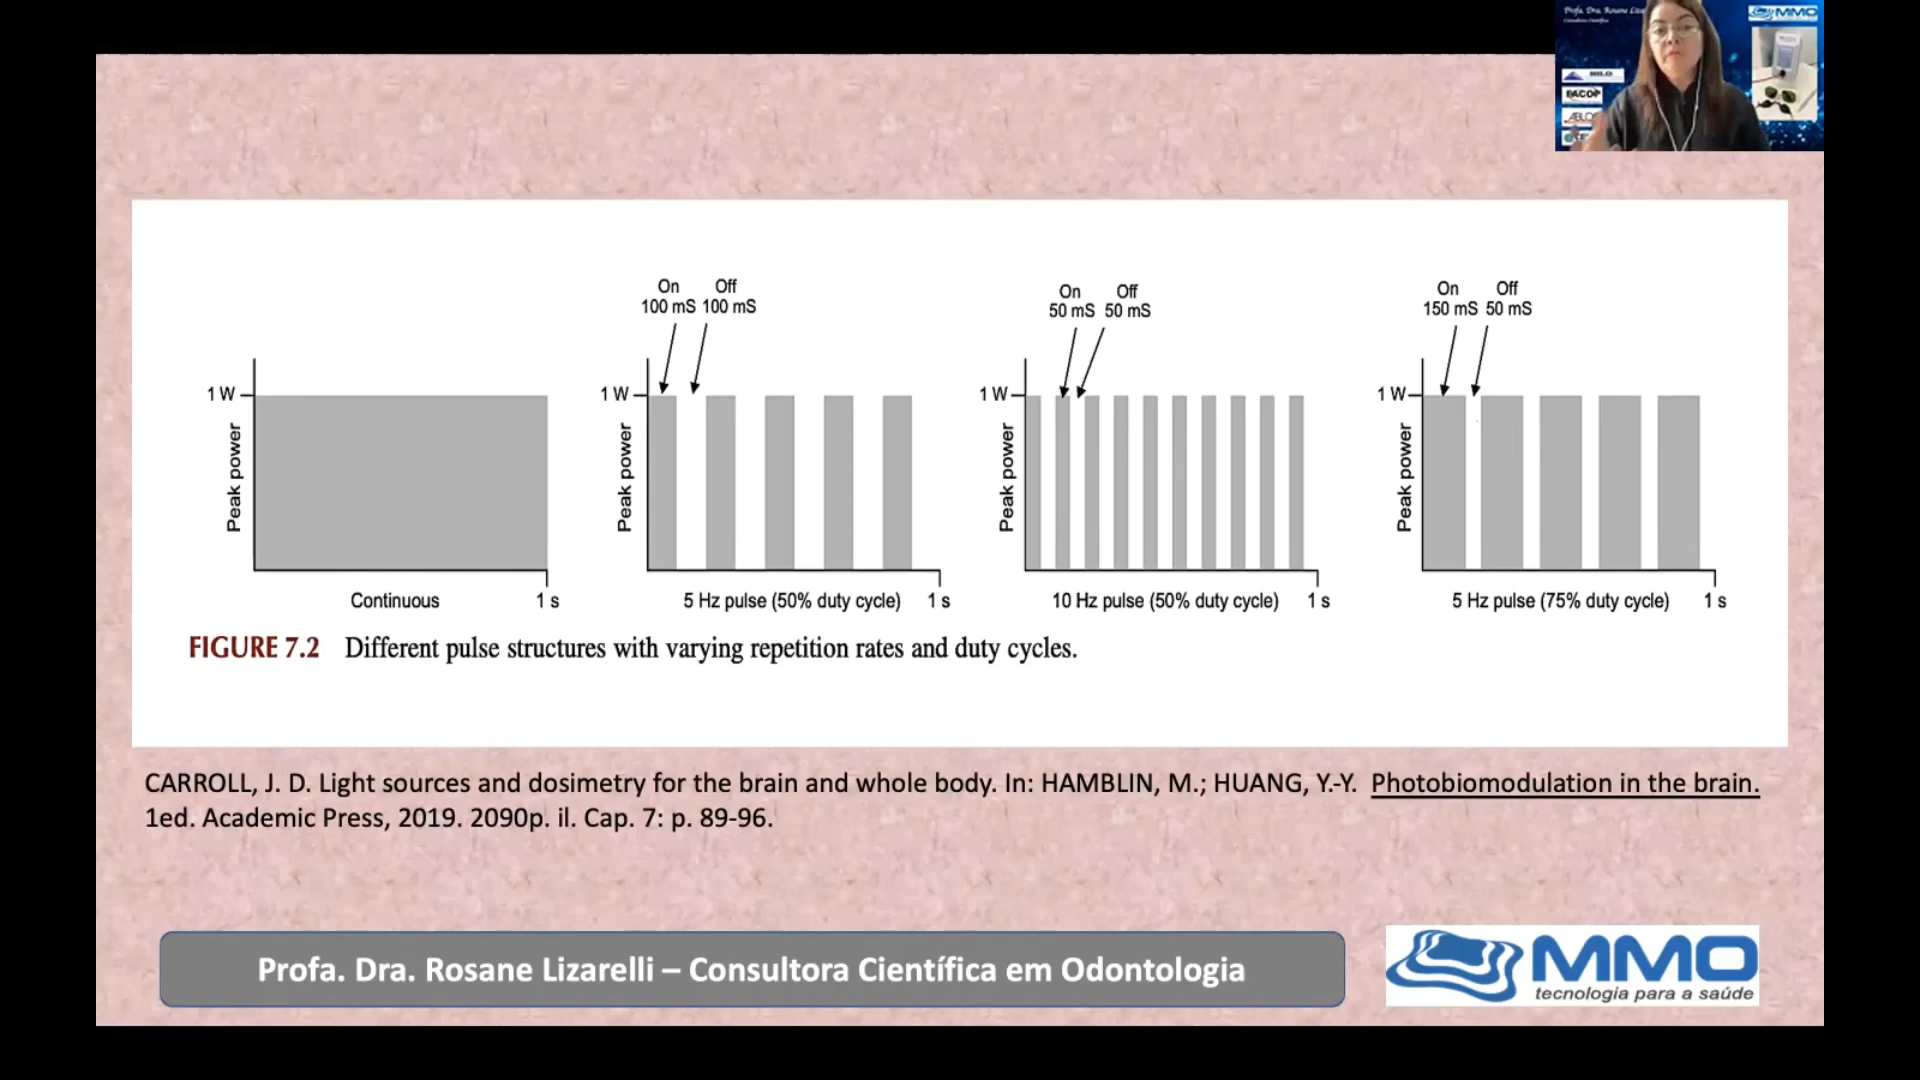 Profa. Dra. Rosane
MMO
On Off
100 mS 100 mS
On Off
50 mS 50 mS
On Off
150 mS 50 mS
1 W
Peak power
Continuous
1 s
1 W
Peak power
5 Hz pulse (50% duty cycle)
1 s
1 W
Peak power
10 Hz pulse (50% duty cycle)
1 s
1 W
Peak power
5 Hz pulse (75% duty cycle)
1 s
FIGURE 7.2 Different pulse structures with varying repetition rates and duty cycles.
CARROLL, J. D. Light sources and dosimetry for the brain and whole body. In: HAMBLIN, M.; HUANG, Y.-Y. Photobiomodulation in the brain.
1ed. Academic Press, 2019. 2090p. il. Cap. 7: p. 89-96.
Profa. Dra. Rosane Lizarelli – Consultora Científica em Odontologia
MMO
tecnologia para a saúde